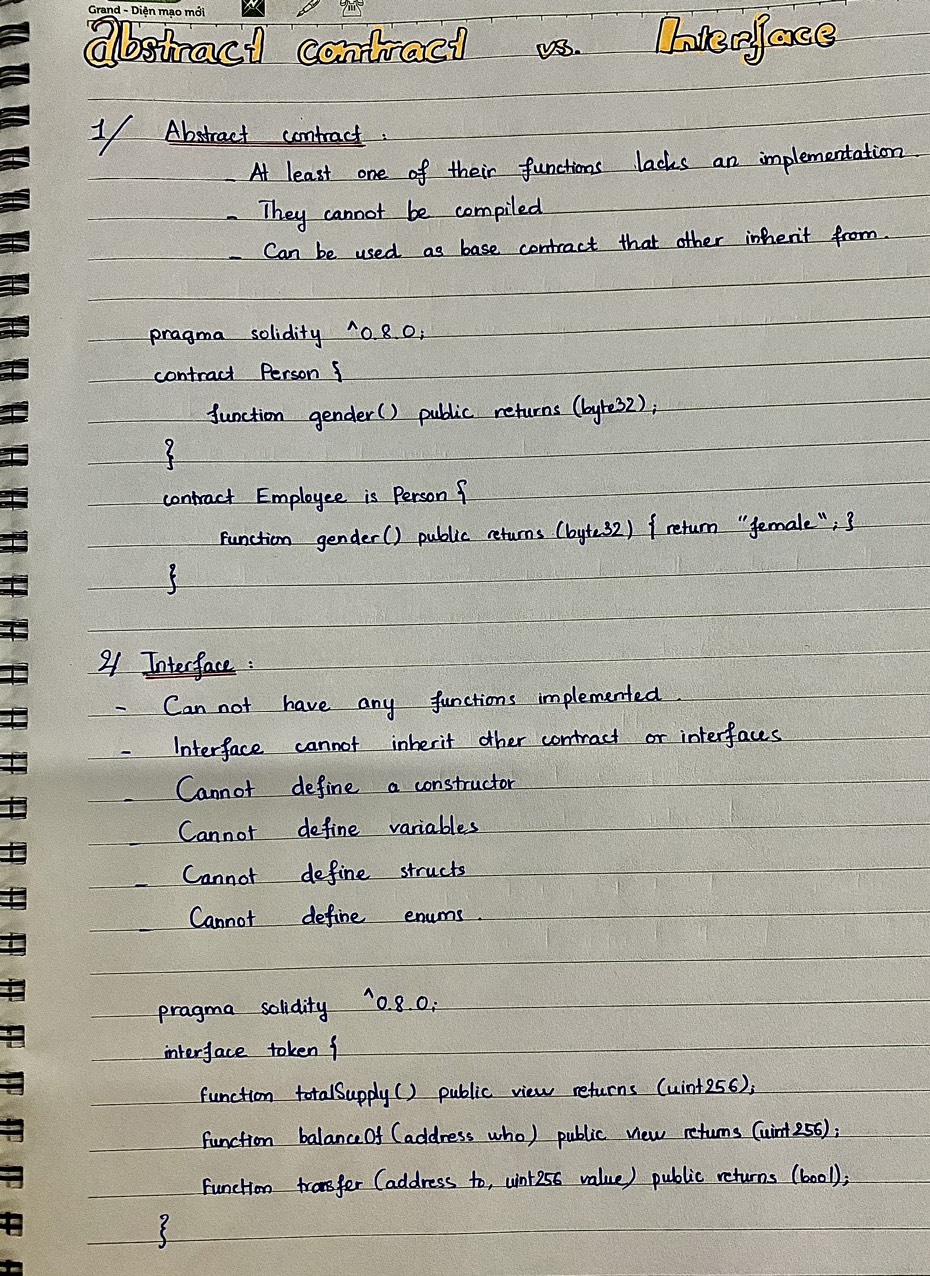 Grand - Diện mạo mới
abstract contract vs. Interface
1/ Abstract contract :
- At least one of their functions lacks an implementation.
- They cannot be compiled
- Can be used as base contract that other inherit from.
pragma solidity ^0.8.0;
contract Person {
function gender() public returns (byte32);
}
contract Employee is Person {
function gender() public returns (byte32) { return "female"; }
}
2/ Interface :
- Can not have any functions implemented.
- Interface cannot inherit other contract or interfaces
- Cannot define a constructor
- Cannot define variables
- Cannot define structs
- Cannot define enums.
pragma solidity ^0.8.0;
interface token {
function totalSupply() public view returns (uint256);
function balanceOf (address who) public view returns (uint256);
function transfer (address to, uint256 value) public returns (bool);
}